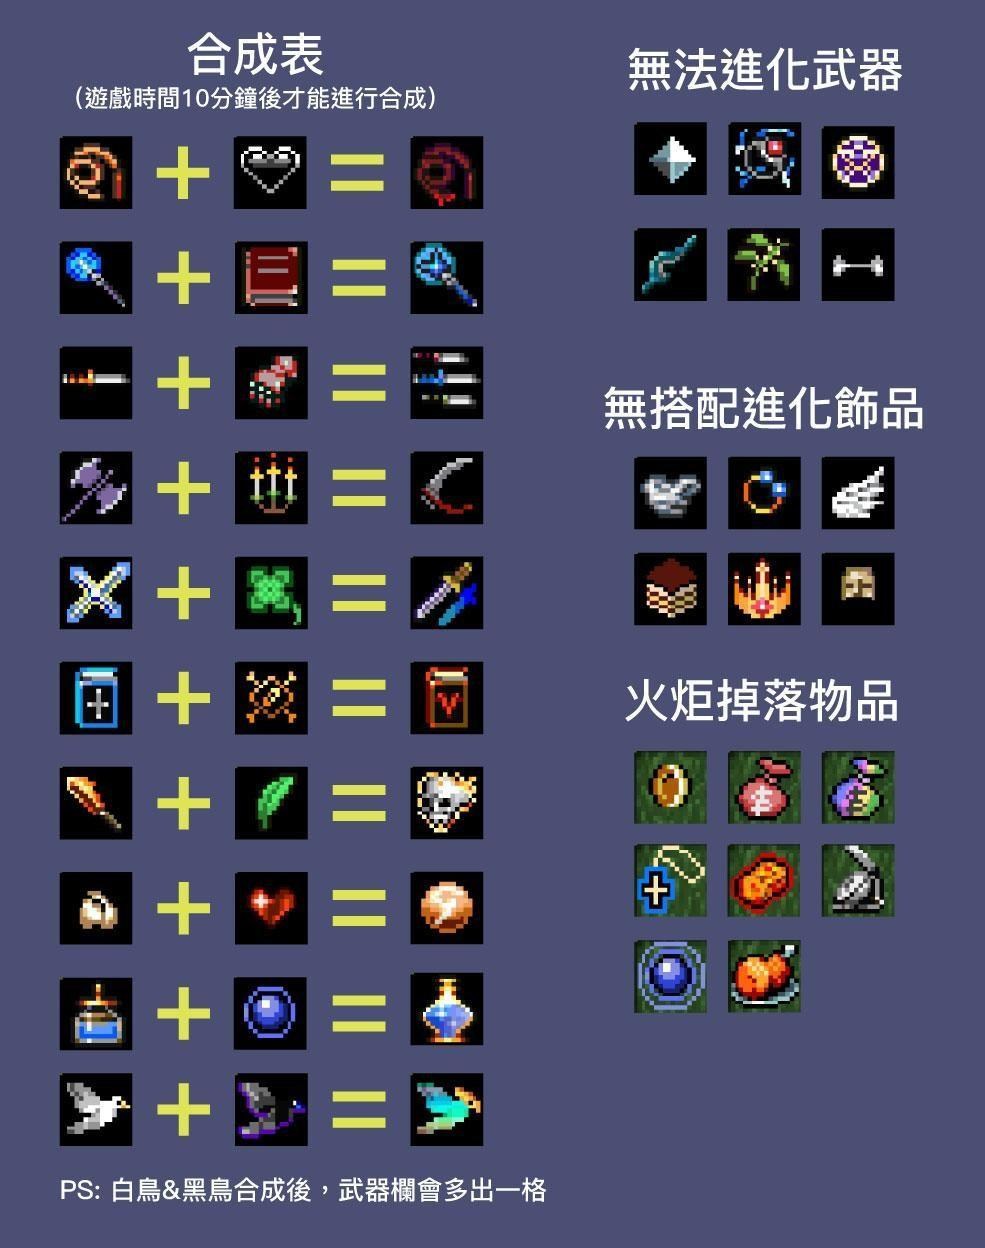 合成表
（遊戲時間10分鐘後才能進行合成）
無法進化武器
無搭配進化飾品
火炬掉落物品
PS: 白鳥&黑鳥合成後，武器欄會多出一格